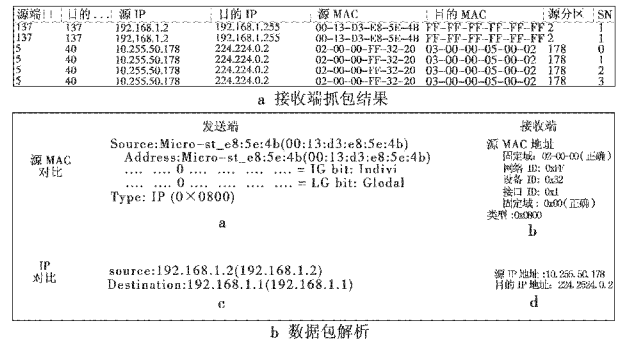 源端口 目的... 源 IP 目的 IP 源 MAC 目的 MAC 源分区 SN
137 137 192.168.1.2 192.168.1.255 00-13-D3-E8-5E-4B FF-FF-FF-FF-FF-FF 2 1
137 137 192.168.1.2 192.168.1.255 00-13-D3-E8-5E-4B FF-FF-FF-FF-FF-FF 2 1
5 40 10.255.50.178 224.224.0.2 02-00-00-FF-32-20 03-00-00-05-00-02 178 0
5 40 10.255.50.178 224.224.0.2 02-00-00-FF-32-20 03-00-00-05-00-02 178 1
5 40 10.255.50.178 224.224.0.2 02-00-00-FF-32-20 03-00-00-05-00-02 178 2
5 40 10.255.50.178 224.224.0.2 02-00-00-FF-32-20 03-00-00-05-00-02 178 3
a 接收端抓包结果
发送端 接收端
源 MAC 对比
Source:Micro-st_e8:5e:4b(00:13:d3:e8:5e:4b)
Address:Micro-st_e8:5e:4b(00:13:d3:e8:5e:4b)
.... ....0 .... .... .... .... = IG bit: Indivi
.... ....0 .... .... .... .... = LG bit: Glodal
Type: IP (0×0800)
a
源 MAC 地址
固定域: 02-00-00(正确)
网络 ID:
设备 ID: 0x32
接口 ID: 0x1
固定域: 0x00(正确)
类型:0x0800
b
IP 对比
source:192.168.1.2(192.168.1.2)
Destination:192.168.1.1(192.168.1.1)
c
源 IP 地址:10.255.50.178
目的 IP 地址: 224.2524.0.2
d
b 数据包解析